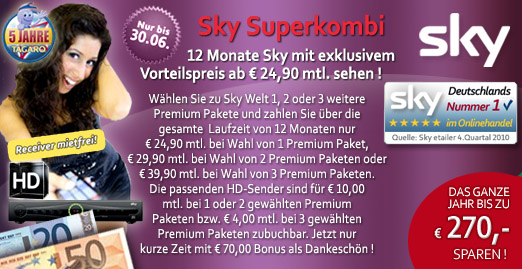 5 JAHRE
TAGARO
Nur bis
30.06.
Sky Superkombi
12 Monate Sky mit exklusivem
Vorteilspreis ab € 24,90 mtl. sehen !
sky
Wählen Sie zu Sky Welt 1, 2 oder 3 weitere
Premium Pakete und zahlen Sie über die
gesamte Laufzeit von 12 Monaten nur
€ 24,90 mtl. bei Wahl von 1 Premium Paket,
€ 29,90 mtl. bei Wahl von 2 Premium Paketen oder
€ 39,90 mtl. bei Wahl von 3 Premium Paketen.
Die passenden HD-Sender sind für € 10,00
mtl. bei 1 oder 2 gewählten Premium
Paketen bzw. € 4,00 mtl. bei 3 gewählten
Premium Paketen zubuchbar. Jetzt nur
kurze Zeit mit € 70,00 Bonus als Dankeschön !
sky
Deutschlands
Nummer 1
im Onlinehandel
Quelle: Sky etailer 4.Quartal 2010
Receiver mietfrei!
HD
20
50
DAS GANZE
JAHR BIS ZU
€ 270,-
SPAREN !